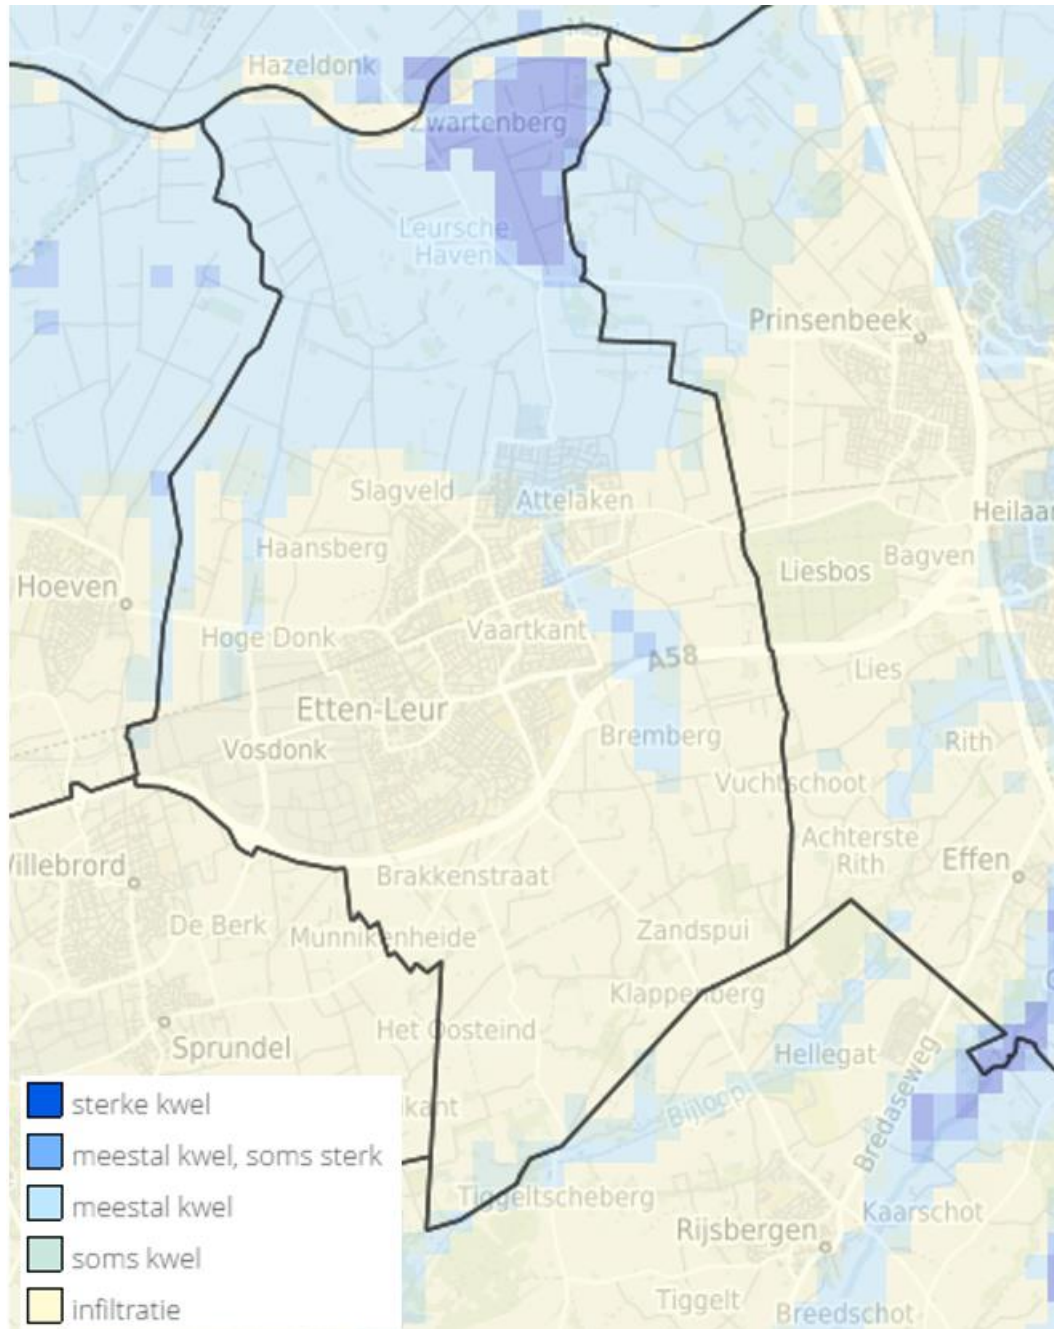 Mark
Hazeldonk
Zwartenberg
Leursche
Haven
Prinsenbeek
Slagveld
Attelaken
Heilaar
Haansberg
Bagven
Liesbos
Hoeven
Hoge Donk
Vaartkant
A58
Lies
Etten-Leur
Bremberg
Rith
Vosdonk
Vuchtschoot
Achterste
Rith
Effen
Willebrord
Brakkenstraat
De Berk
Munnikenheide
Zandspui
Klappenberg
Het Oosteind
Sprundel
Hellegat
Bijloop
Bredaseweg
Tiggeltscheberg
Kaarschot
Rijsbergen
Tiggelt
Breedschot
sterke kwel
meestal kwel, soms sterk
meestal kwel
soms kwel
infiltratie